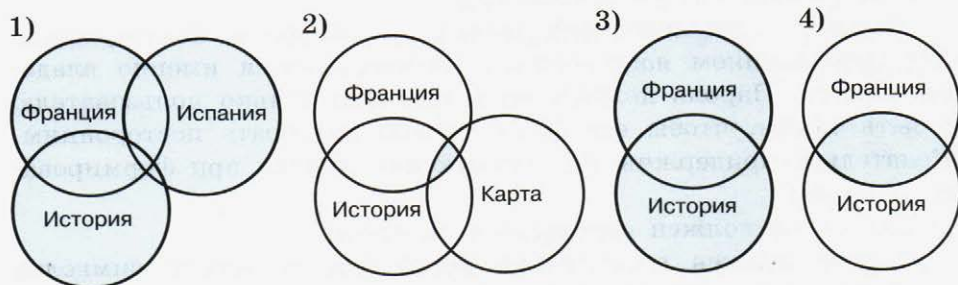 1) 2) 3) 4)
Франция Испания Франция Франция Франция
История История Карта История История